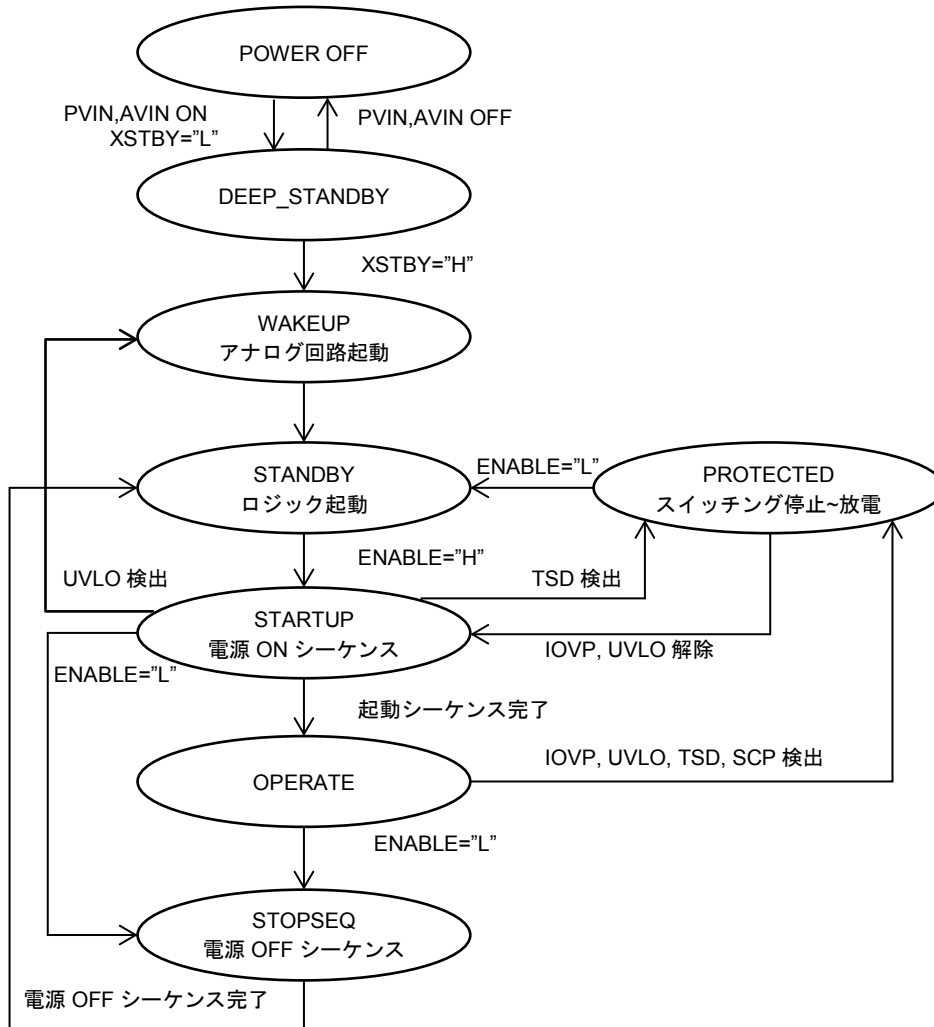 POWER OFF
PVIN,AVIN ON
XSTBY=”L”
PVIN,AVIN OFF
DEEP_STANDBY
XSTBY=”H”
WAKEUP
アナログ回路起動
STANDBY
ロジック起動
ENABLE=”L”
PROTECTED
スイッチング停止~放電
ENABLE=”H”
UVLO 検出
TSD 検出
STARTUP
電源 ON シーケンス
IOVP, UVLO 解除
ENABLE=”L”
起動シーケンス完了
OPERATE
IOVP, UVLO, TSD, SCP 検出
ENABLE=”L”
STOPSEQ
電源 OFF シーケンス
電源 OFF シーケンス完了